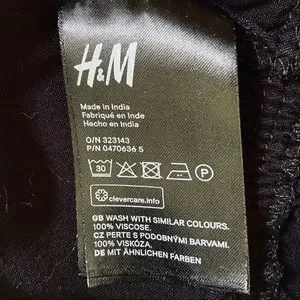 H&M
Made in India
Fabriqué en Inde
Hecho en India
O/N 323143
P/N 0470636 5
30 P
clevercare.info
GB WASH WITH SIMILAR COLOURS.
100% VISCOSE.
CZ PERTE S PODOBNÝMI BARVAMI.
100% VISKÓZA.
DE MIT ÄHNLICHEN FARBEN